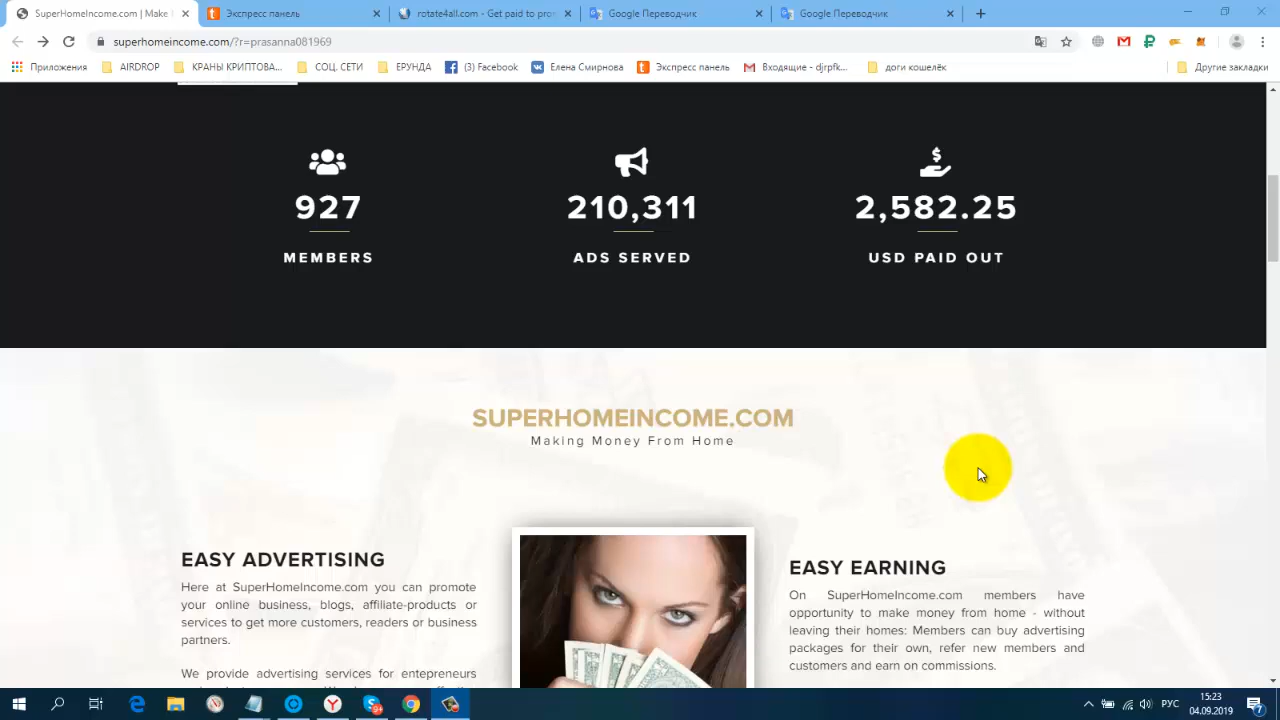 SuperHomeIncome.com | Make
Экспресс панель
rotate4all.com - Get paid to pro
Google Переводчик
Google Переводчик
superhomeincome.com/?r=prasanna081969
Приложения
AIRDROP
КРАНЫ КРИПТОВА...
СОЦ. СЕТИ
ЕРУНДА
(3) Facebook
Елена Смирнова
Экспресс панель
Входящие - djrpfk...
доги кошелёк
Другие закладки
927
210,311
2,582.25
MEMBERS
ADS SERVED
USD PAID OUT
SUPERHOMEINCOME.COM
Making Money From Home
EASY ADVERTISING
Here at SuperHomeIncome.com you can promote
your online business, blogs, affiliate-products or
services to get more customers, readers or business
partners.
We provide advertising services for entepreneurs
EASY EARNING
On SuperHomeIncome.com members have
opportunity to make money from home - without
leaving their homes: Members can buy advertising
packages for their own, refer new members and
customers and earn on commissions.
РУС
15:23
04.09.2019